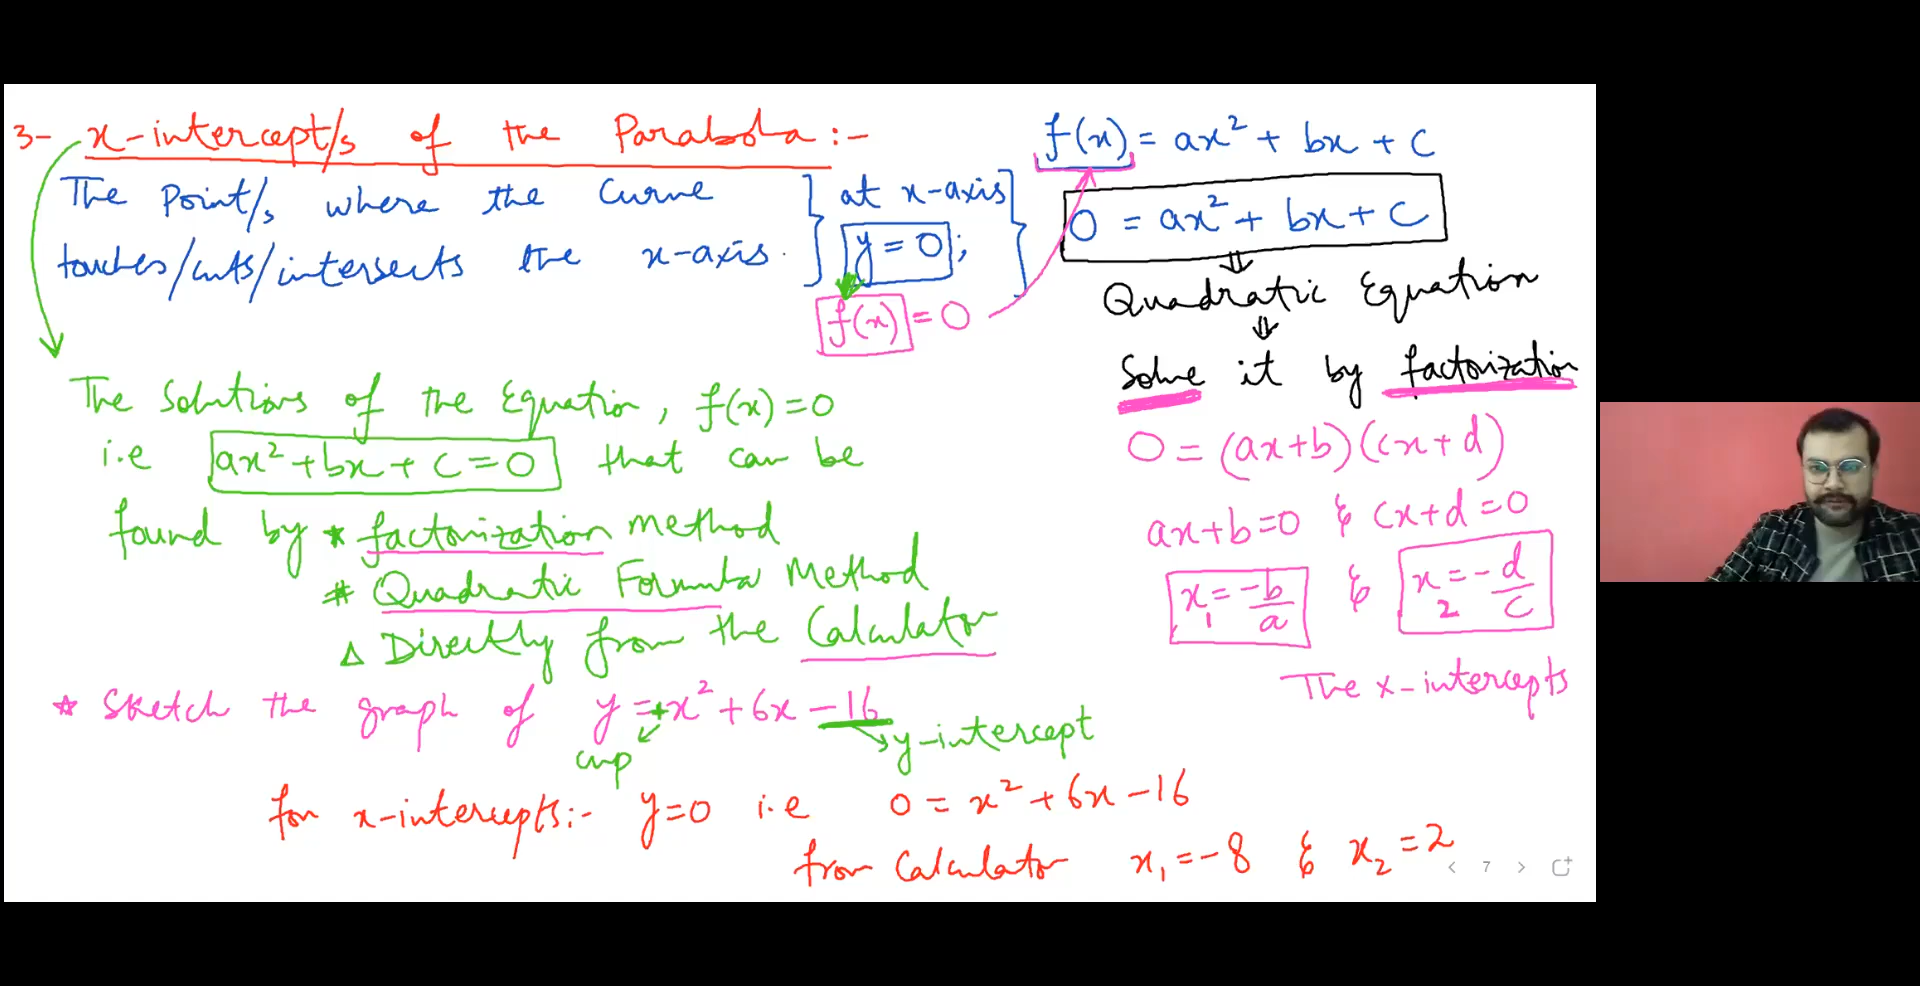 3- x-intercept/s of the Parabola :-
The Point/s where the curve
touches/cuts/intersects the x-axis.
at x-axis
y = 0;
f(x) = 0
f(x) = ax² + bx + c
0 = ax² + bx + c
⇓
Quadratic Equation
⇓
Solve it by factorization
0 = (ax+b)(cx+d)
ax+b=0 & cx+d=0
x₁ = -b/a & x₂ = -d/c
The x-intercepts
The Solutions of the Equation, f(x)=0
i.e ax²+bx+c=0 that can be
found by * factorization method
* Quadratic Formula Method
△ Directly from the Calculator
* Sketch the graph of y = +x² + 6x - 16
cup
y-intercept
for x-intercepts:- y=0 i.e 0 = x² + 6x - 16
from Calculator x₁ = -8 & x₂ = 2
< 7 >